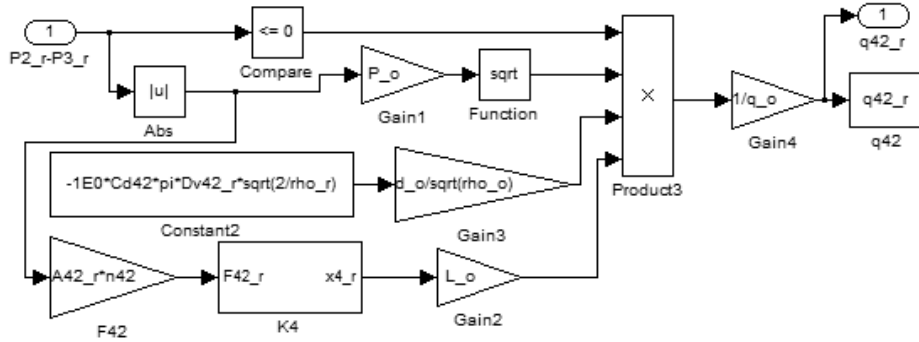 1
P2_r-P3_r
<= 0
Compare
|u|
Abs
P_o
Gain1
sqrt
Function
×
Product3
1/q_o
Gain4
1
q42_r
q42_r
q42
-1E0*Cd42*pi*Dv42_r*sqrt(2/rho_r)
Constant2
d_o/sqrt(rho_o)
Gain3
A42_r*n42
F42
F42_r x4_r
K4
L_o
Gain2